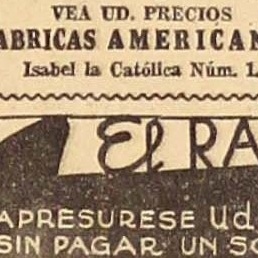 VEA UD. PRECIOS
ABRICAS AMERICAN
Isabel la Católica Núm. 1
El RA
APRESURESE Ud
SIN PAGAR UN SO